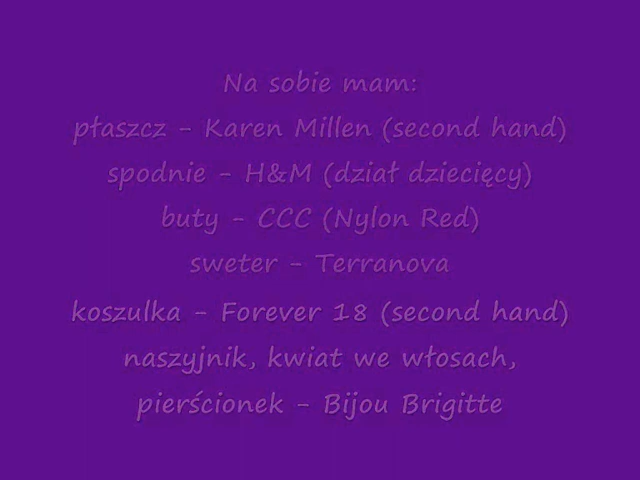 Na sobie mam:
płaszcz - Karen Millen (second hand)
spodnie - H&M (dział dziecięcy)
buty - CCC (Nylon Red)
sweter - Terranova
koszulka - Forever 18 (second hand)
naszyjnik, kwiat we włosach,
pierścionek - Bijou Brigitte